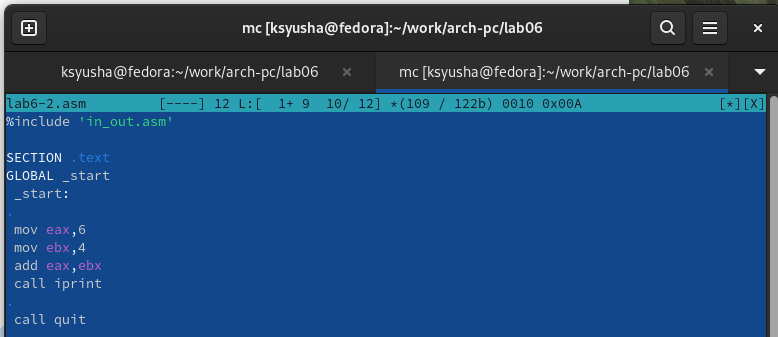 mc [ksyusha@fedora]:~/work/arch-pc/lab06
ksyusha@fedora:~/work/arch-pc/lab06 × mc [ksyusha@fedora]:~/work/arch-pc/lab06 ×
lab6-2.asm [----] 12 L:[ 1+ 9 10/ 12] *(109 / 122b) 0010 0x00A [*][X]
%include 'in_out.asm'
SECTION .text
GLOBAL _start
_start:
.
mov eax,6
mov ebx,4
add eax,ebx
call iprint
.
call quit